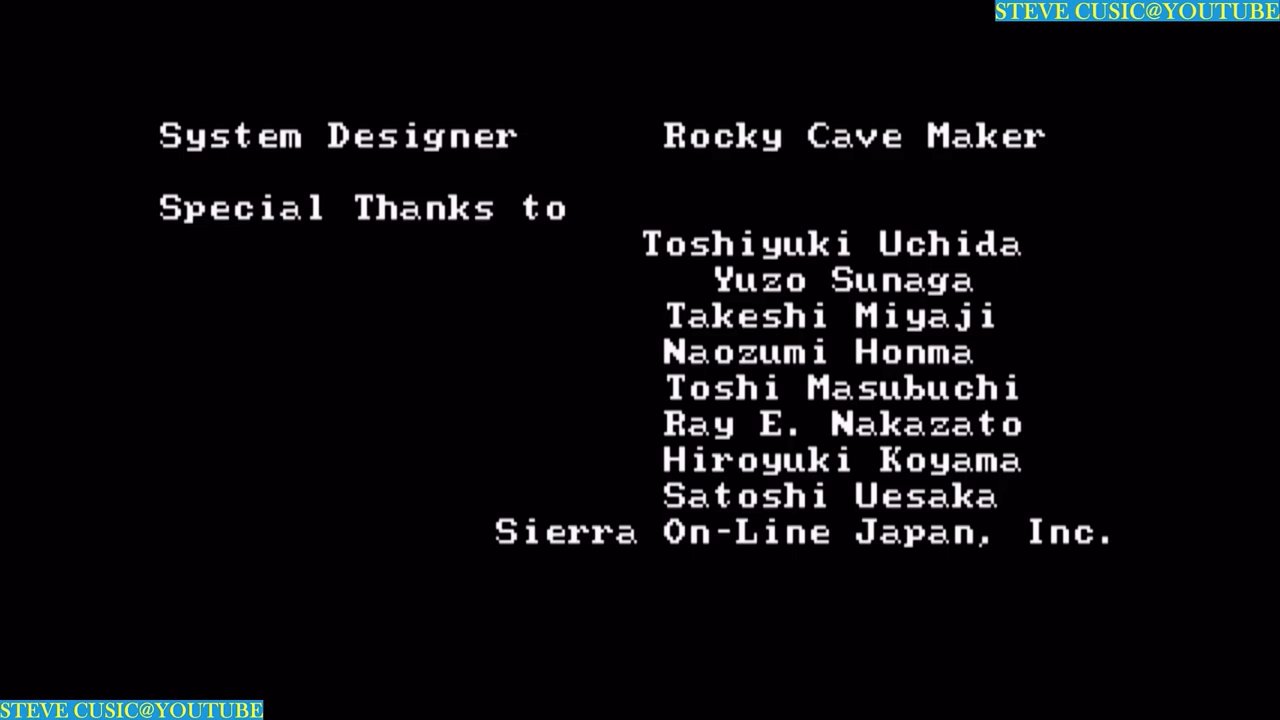 STEVE CUSIC@YOUTUBE
System Designer Rocky Cave Maker
Special Thanks to
Toshiyuki Uchida
Yuzo Sunaga
Takeshi Miyaji
Naozumi Honma
Toshi Masubuchi
Ray E. Nakazato
Hiroyuki Koyama
Satoshi Uesaka
Sierra On-Line Japan, Inc.
STEVE CUSIC@YOUTUBE